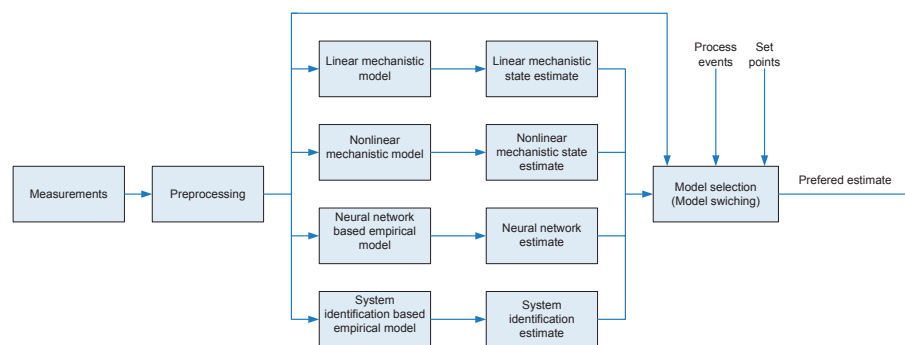 Process
events
Set
points
Linear mechanistic
model
Linear mechanistic
state estimate
Nonlinear
mechanistic model
Nonlinear
mechanistic state
estimate
Measurements
Preprocessing
Model selection
(Model swiching)
Prefered estimate
Neural network
based empirical
model
Neural network
estimate
System
identification based
empirical model
System
identification
estimate